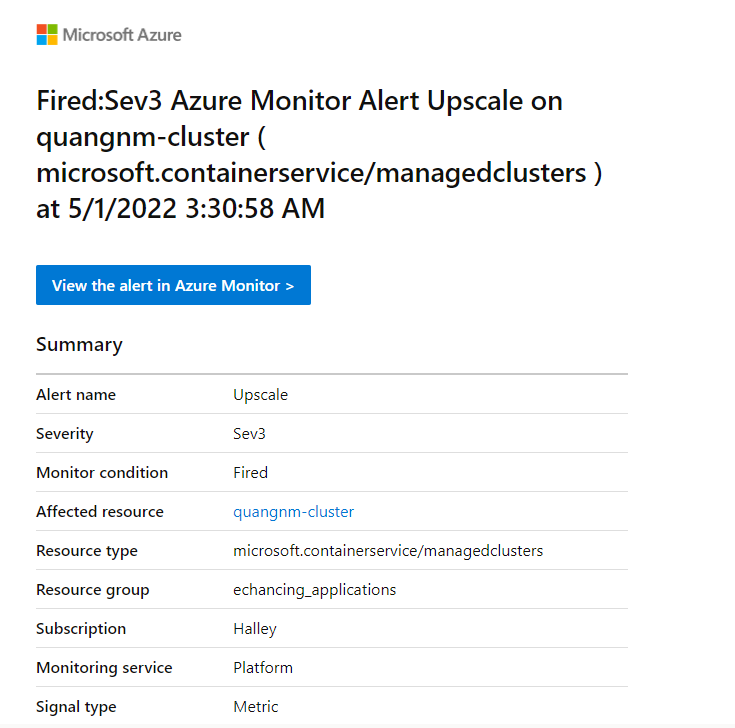 Microsoft Azure
Fired:Sev3 Azure Monitor Alert Upscale on
quangnm-cluster (
microsoft.containerservice/managedclusters )
at 5/1/2022 3:30:58 AM
View the alert in Azure Monitor >
Summary
Alert name Upscale
Severity Sev3
Monitor condition Fired
Affected resource quangnm-cluster
Resource type microsoft.containerservice/managedclusters
Resource group echancing_applications
Subscription Halley
Monitoring service Platform
Signal type Metric